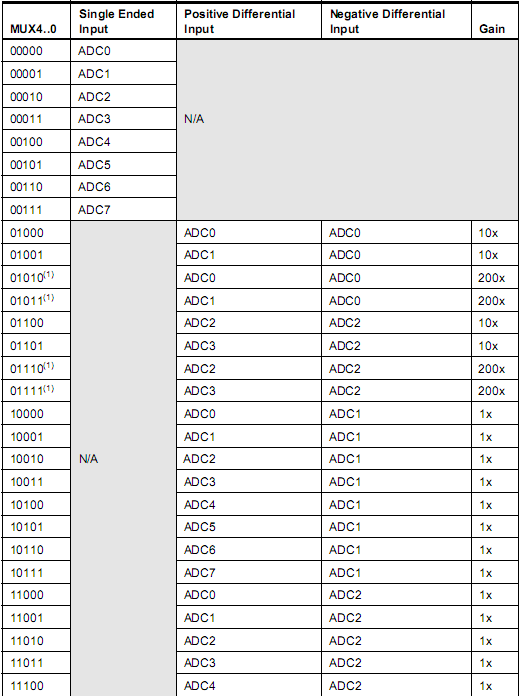 MUX4..0 Single Ended Input Positive Differential Input Negative Differential Input Gain
00000 ADC0
00001 ADC1
00010 ADC2
00011 ADC3 N/A
00100 ADC4
00101 ADC5
00110 ADC6
00111 ADC7
01000 ADC0 ADC0 10x
01001 ADC1 ADC0 10x
01010(1) ADC0 ADC0 200x
01011(1) ADC1 ADC0 200x
01100 ADC2 ADC2 10x
01101 ADC3 ADC2 10x
01110(1) ADC2 ADC2 200x
01111(1) ADC3 ADC2 200x
10000 ADC0 ADC1 1x
10001 ADC1 ADC1 1x
10010 N/A ADC2 ADC1 1x
10011 ADC3 ADC1 1x
10100 ADC4 ADC1 1x
10101 ADC5 ADC1 1x
10110 ADC6 ADC1 1x
10111 ADC7 ADC1 1x
11000 ADC0 ADC2 1x
11001 ADC1 ADC2 1x
11010 ADC2 ADC2 1x
11011 ADC3 ADC2 1x
11100 ADC4 ADC2 1x